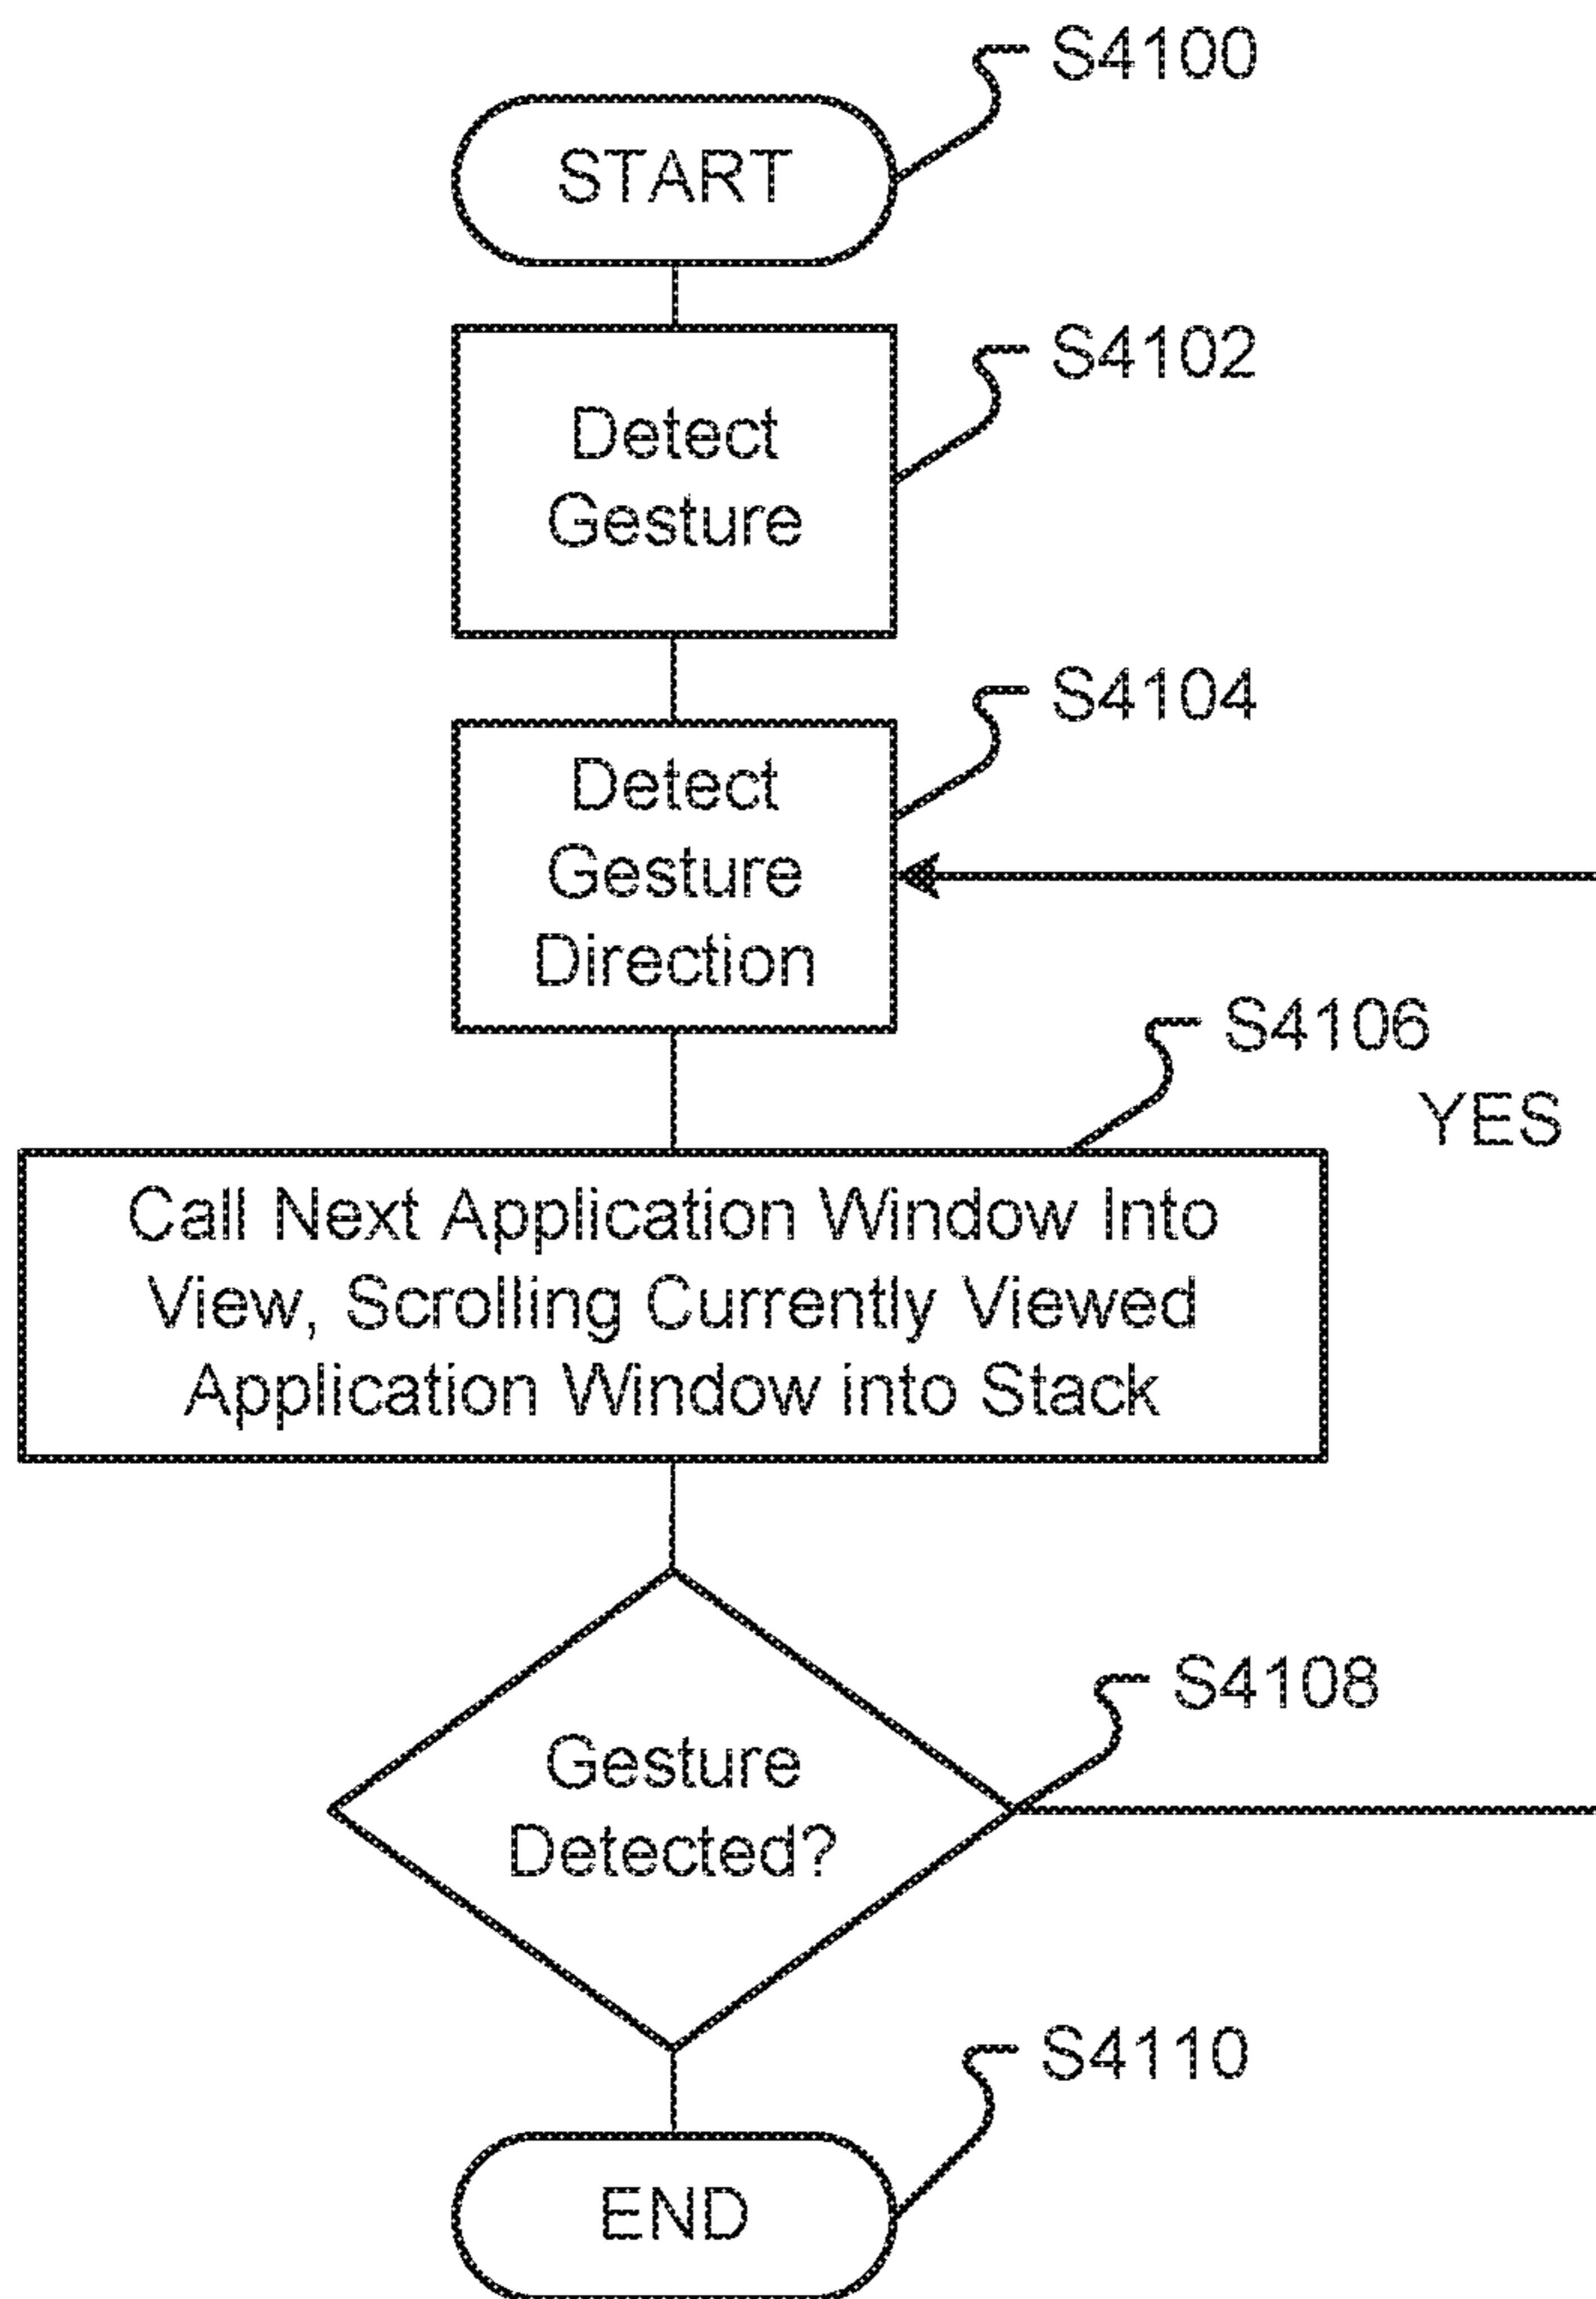 S4100
START
S4102
Detect
Gesture
S4104
Detect
Gesture
Direction
S4106
YES
Call Next Application Window Into
View, Scrolling Currently Viewed
Application Window into Stack
S4108
Gesture
Detected?
S4110
END